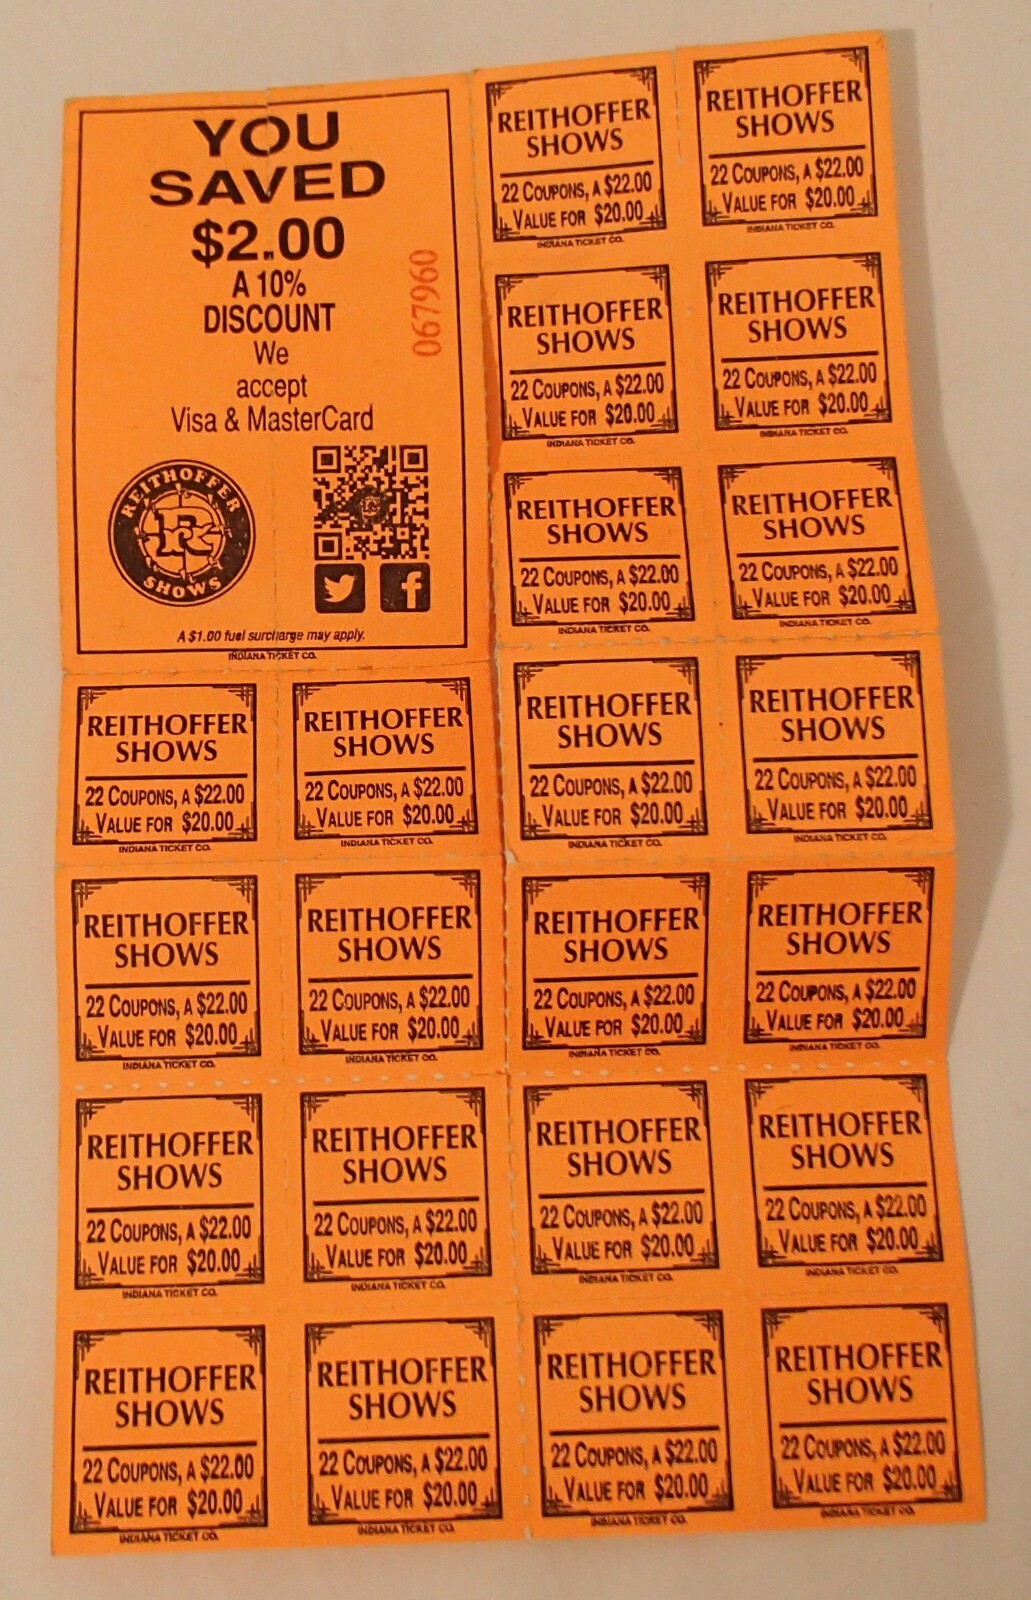 YOU
SAVED
$2.00
A 10%
DISCOUNT
We
accept
Visa & MasterCard
067960
REITHOFFER
R
SHOWS
A $1.00 fuel surcharge may apply.
INDIANA TICKET CO.
REITHOFFER
SHOWS
22 COUPONS, A $22.00
VALUE FOR $20.00
INDIANA TICKET CO.
REITHOFFER
SHOWS
22 COUPONS, A $22.00
VALUE FOR $20.00
INDIANA TICKET CO.
REITHOFFER
SHOWS
22 COUPONS, A $22.00
VALUE FOR $20.00
INDIANA TICKET CO.
REITHOFFER
SHOWS
22 COUPONS, A $22.00
VALUE FOR $20.00
INDIANA TICKET CO.
REITHOFFER
SHOWS
22 COUPONS, A $22.00
VALUE FOR $20.00
INDIANA TICKET CO.
REITHOFFER
SHOWS
22 COUPONS, A $22.00
VALUE FOR $20.00
INDIANA TICKET CO.
REITHOFFER
SHOWS
22 COUPONS, A $22.00
VALUE FOR $20.00
INDIANA TICKET CO.
REITHOFFER
SHOWS
22 COUPONS, A $22.00
VALUE FOR $20.00
INDIANA TICKET CO.
REITHOFFER
SHOWS
22 COUPONS, A $22.00
VALUE FOR $20.00
INDIANA TICKET CO.
REITHOFFER
SHOWS
22 COUPONS, A $22.00
VALUE FOR $20.00
INDIANA TICKET CO.
REITHOFFER
SHOWS
22 COUPONS, A $22.00
VALUE FOR $20.00
INDIANA TICKET CO.
REITHOFFER
SHOWS
22 COUPONS, A $22.00
VALUE FOR $20.00
INDIANA TICKET CO.
REITHOFFER
SHOWS
22 COUPONS, A $22.00
VALUE FOR $20.00
INDIANA TICKET CO.
REITHOFFER
SHOWS
22 COUPONS, A $22.00
VALUE FOR $20.00
INDIANA TICKET CO.
REITHOFFER
SHOWS
22 COUPONS, A $22.00
VALUE FOR $20.00
INDIANA TICKET CO.
REITHOFFER
SHOWS
22 COUPONS, A $22.00
VALUE FOR $20.00
INDIANA TICKET CO.
REITHOFFER
SHOWS
22 COUPONS, A $22.00
VALUE FOR $20.00
INDIANA TICKET CO.
REITHOFFER
SHOWS
22 COUPONS, A $22.00
VALUE FOR $20.00
INDIANA TICKET CO.
REITHOFFER
SHOWS
22 COUPONS, A $22.00
VALUE FOR $20.00
INDIANA TICKET CO.
REITHOFFER
SHOWS
22 COUPONS, A $22.00
VALUE FOR $20.00
INDIANA TICKET CO.
REITHOFFER
SHOWS
22 COUPONS, A $22.00
VALUE FOR $20.00
INDIANA TICKET CO.
REITHOFFER
SHOWS
22 COUPONS, A $22.00
VALUE FOR $20.00
INDIANA TICKET CO.